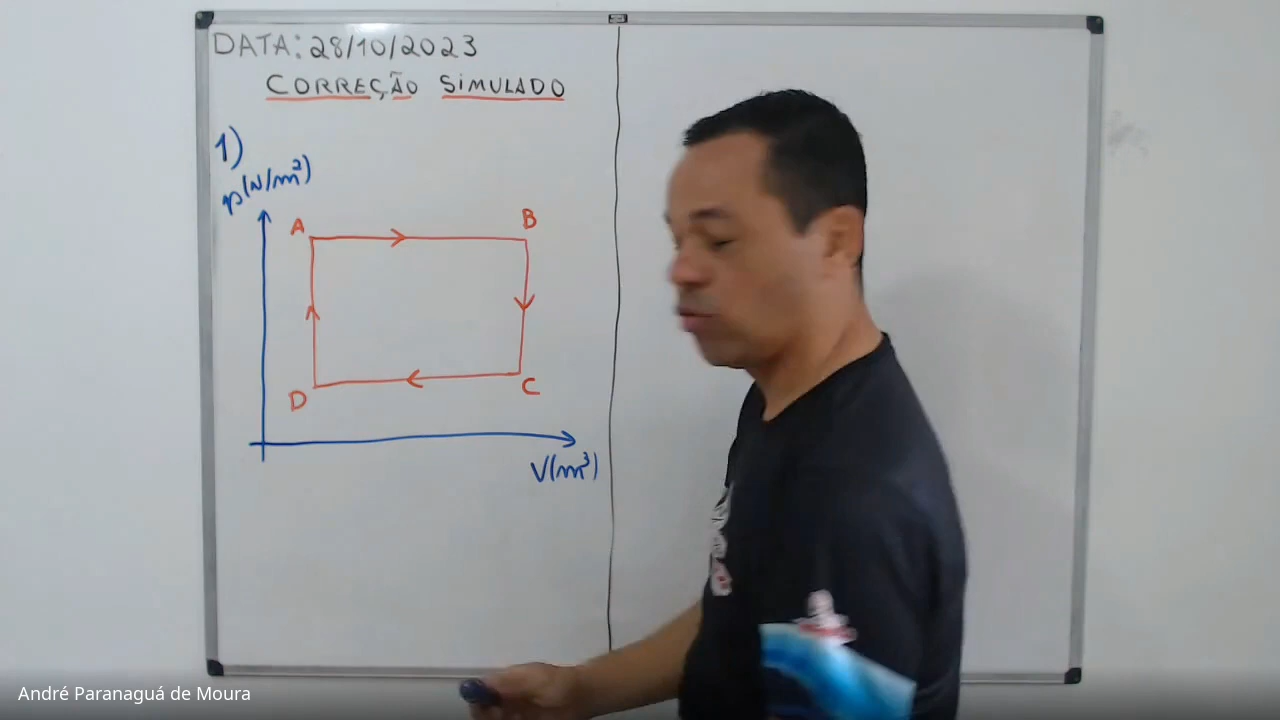 DATA: 28/10/2023
CORREÇÃO SIMULADO
1)
p(N/m²)
A
B
D
C
V(m³)
André Paranaguá de Moura